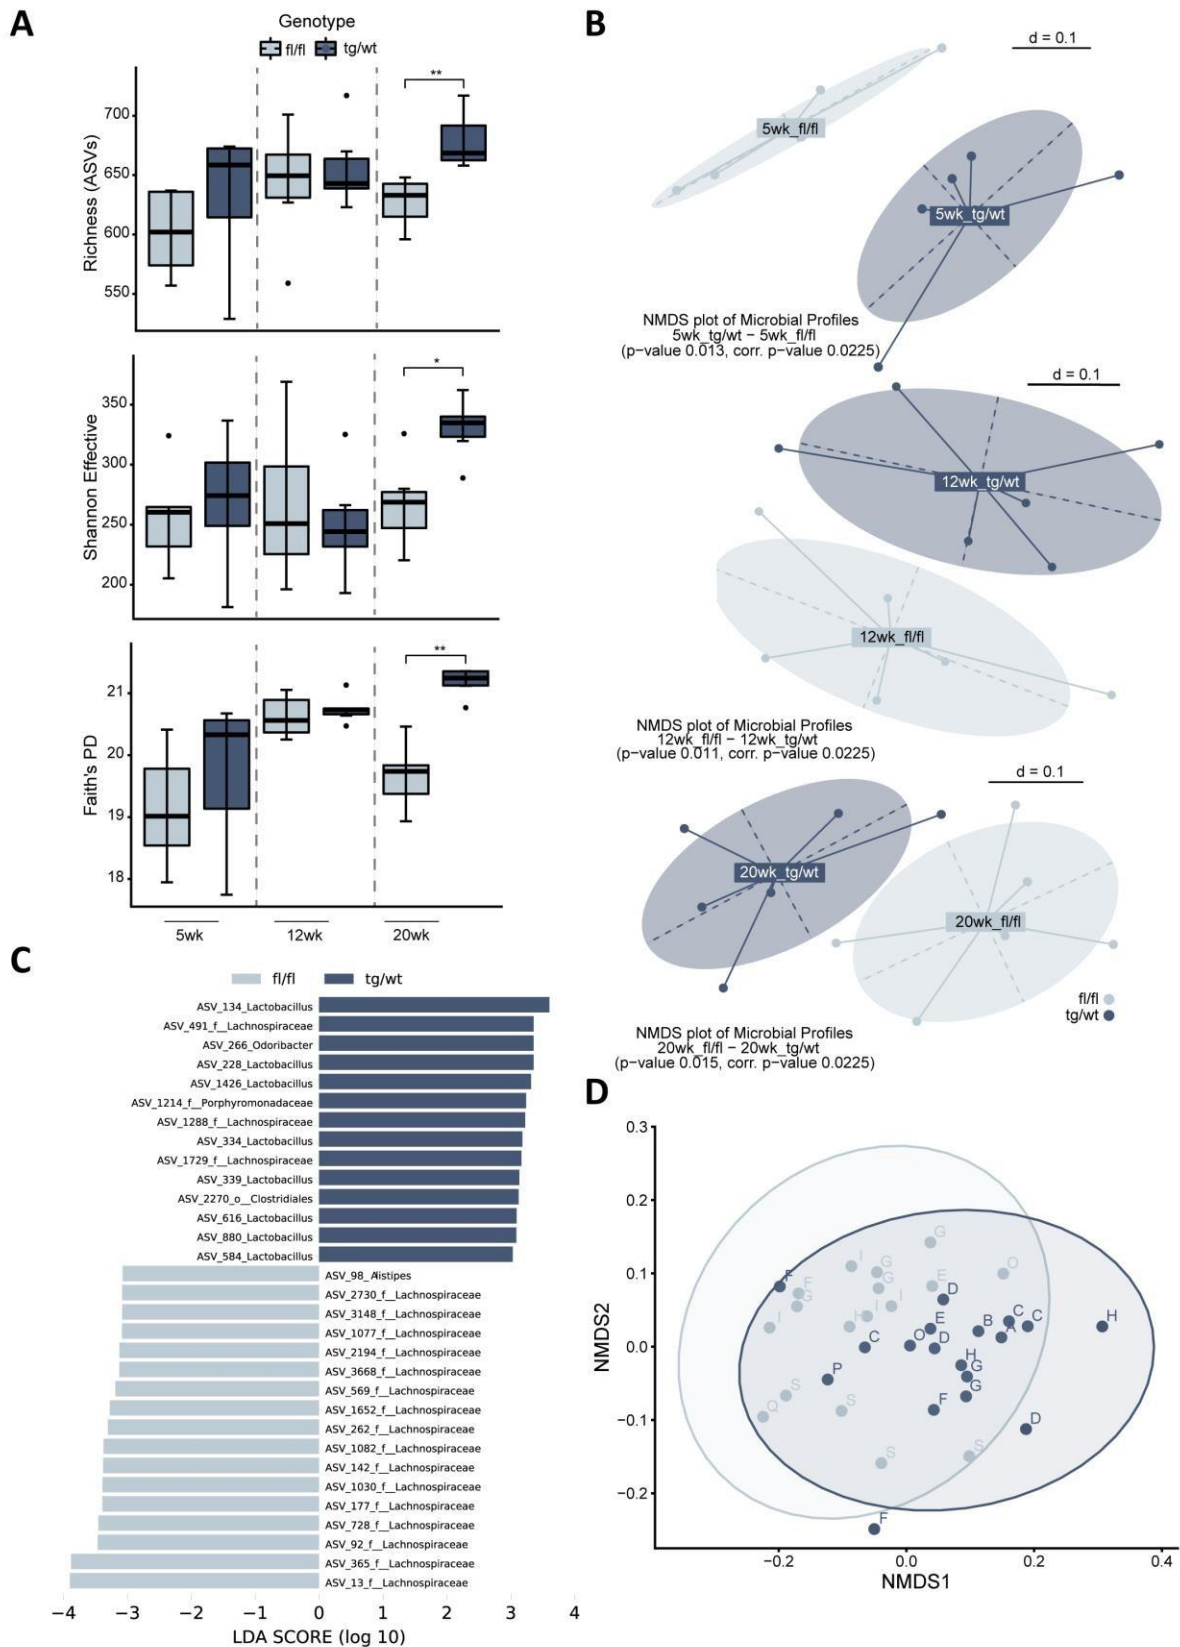 A
Genotype
fl/fl tg/wt
Richness (ASVs)
700
650
600
550
**
Shannon Effective
350
300
250
200
*
Faith's PD
21
20
19
18
**
5wk 12wk 20wk
B
d = 0.1
5wk_fl/fl
5wk_tg/wt
NMDS plot of Microbial Profiles
5wk_tg/wt − 5wk_fl/fl
(p−value 0.013, corr. p−value 0.0225)
d = 0.1
12wk_tg/wt
12wk_fl/fl
NMDS plot of Microbial Profiles
12wk_fl/fl − 12wk_tg/wt
(p−value 0.011, corr. p−value 0.0225)
d = 0.1
20wk_tg/wt
20wk_fl/fl
fl/fl
tg/wt
NMDS plot of Microbial Profiles
20wk_fl/fl − 20wk_tg/wt
(p−value 0.015, corr. p−value 0.0225)
C
fl/fl tg/wt
ASV_134_Lactobacillus
ASV_491_f__Lachnospiraceae
ASV_266_Odoribacter
ASV_228_Lactobacillus
ASV_1426_Lactobacillus
ASV_1214_f__Porphyromonadaceae
ASV_1288_f__Lachnospiraceae
ASV_334_Lactobacillus
ASV_1729_f__Lachnospiraceae
ASV_339_Lactobacillus
ASV_2270_o__Clostridiales
ASV_616_Lactobacillus
ASV_880_Lactobacillus
ASV_584_Lactobacillus
ASV_98_Alistipes
ASV_2730_f__Lachnospiraceae
ASV_3148_f__Lachnospiraceae
ASV_1077_f__Lachnospiraceae
ASV_2194_f__Lachnospiraceae
ASV_3668_f__Lachnospiraceae
ASV_569_f__Lachnospiraceae
ASV_1652_f__Lachnospiraceae
ASV_262_f__Lachnospiraceae
ASV_1082_f__Lachnospiraceae
ASV_142_f__Lachnospiraceae
ASV_1030_f__Lachnospiraceae
ASV_177_f__Lachnospiraceae
ASV_728_f__Lachnospiraceae
ASV_92_f__Lachnospiraceae
ASV_365_f__Lachnospiraceae
ASV_13_f__Lachnospiraceae
−4 −3 −2 −1 0 1 2 3 4
LDA SCORE (log 10)
D
NMDS2
0.3
0.2
0.1
0.0
−0.1
−0.2
G
I G O
F F G E
G I D
I H I E B C C H
C O D A
P H G
G
S S F
Q D
S S
F
−0.2 0.0 0.2 0.4
NMDS1